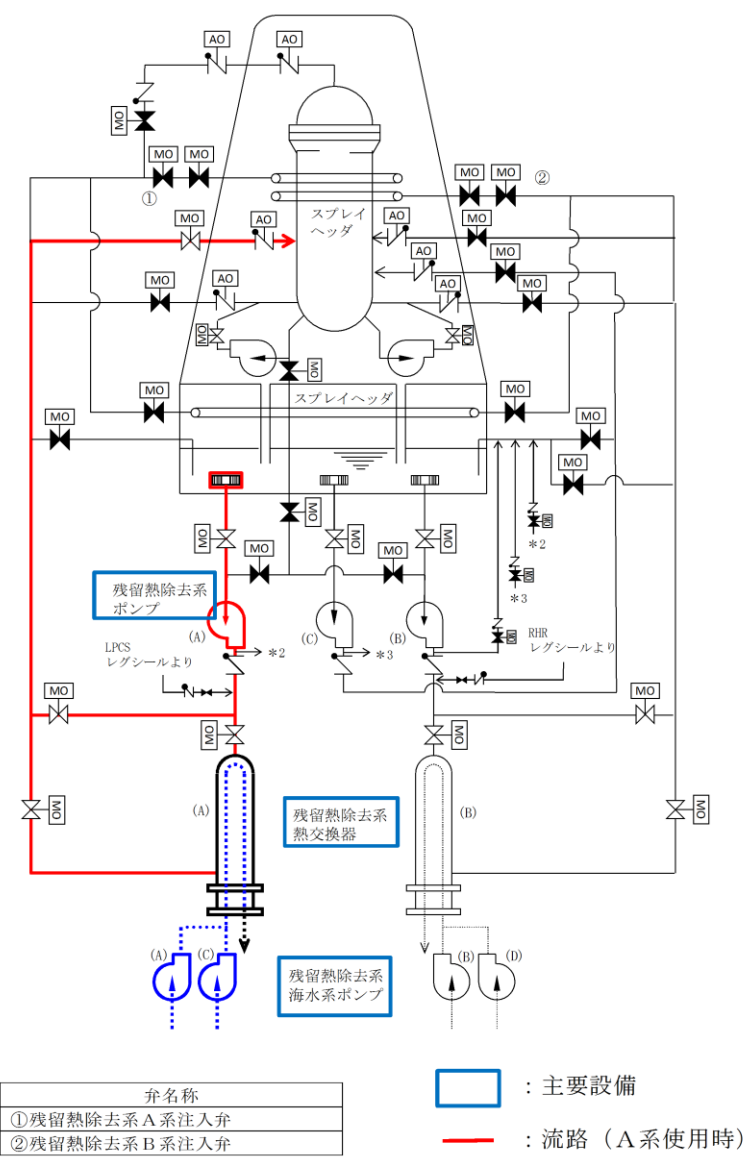 AO
AO
MO
MO
MO
①
MO
MO
②
スプレイ
ヘッダ
MO
AO
AO
MO
AO
MO
MO
AO
AO
MO
MO
MO
MO
スプレイヘッダ
MO
MO
MO
MO
MO
MO
MO
MO
MO
MO
＊2
MO
MO
MO
＊3
残留熱除去系
ポンプ
(A)
(C)
(B)
MO
LPCS
レグシールより
＊2
＊3
RHR
レグシールより
MO
MO
MO
MO
MO
MO
(A)
残留熱除去系
熱交換器
(B)
(A)
(C)
残留熱除去系
海水系ポンプ
(B)
(D)
弁名称
①残留熱除去系Ａ系注入弁
②残留熱除去系Ｂ系注入弁
：主要設備
：流路（Ａ系使用時）